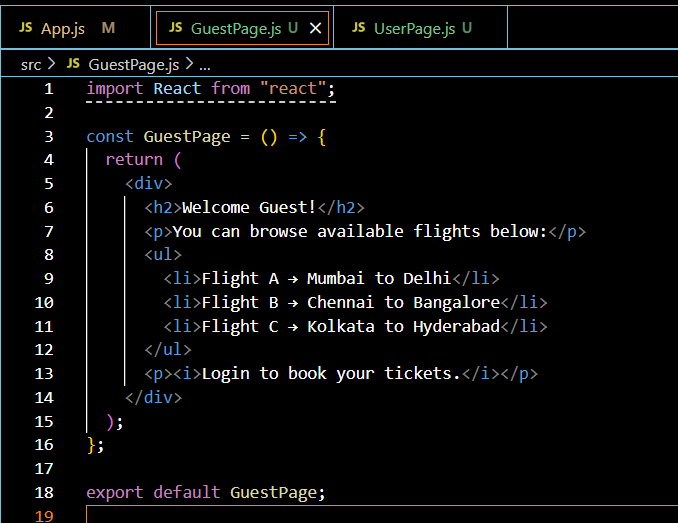 JS App.js M JS GuestPage.js U × JS UserPage.js U
src > JS GuestPage.js > ...
1 import React from "react";
2
3 const GuestPage = () => {
4 return (
5 <div>
6 <h2>Welcome Guest!</h2>
7 <p>You can browse available flights below:</p>
8 <ul>
9 <li>Flight A → Mumbai to Delhi</li>
10 <li>Flight B → Chennai to Bangalore</li>
11 <li>Flight C → Kolkata to Hyderabad</li>
12 </ul>
13 <p><i>Login to book your tickets.</i></p>
14 </div>
15 );
16 };
17
18 export default GuestPage;
19